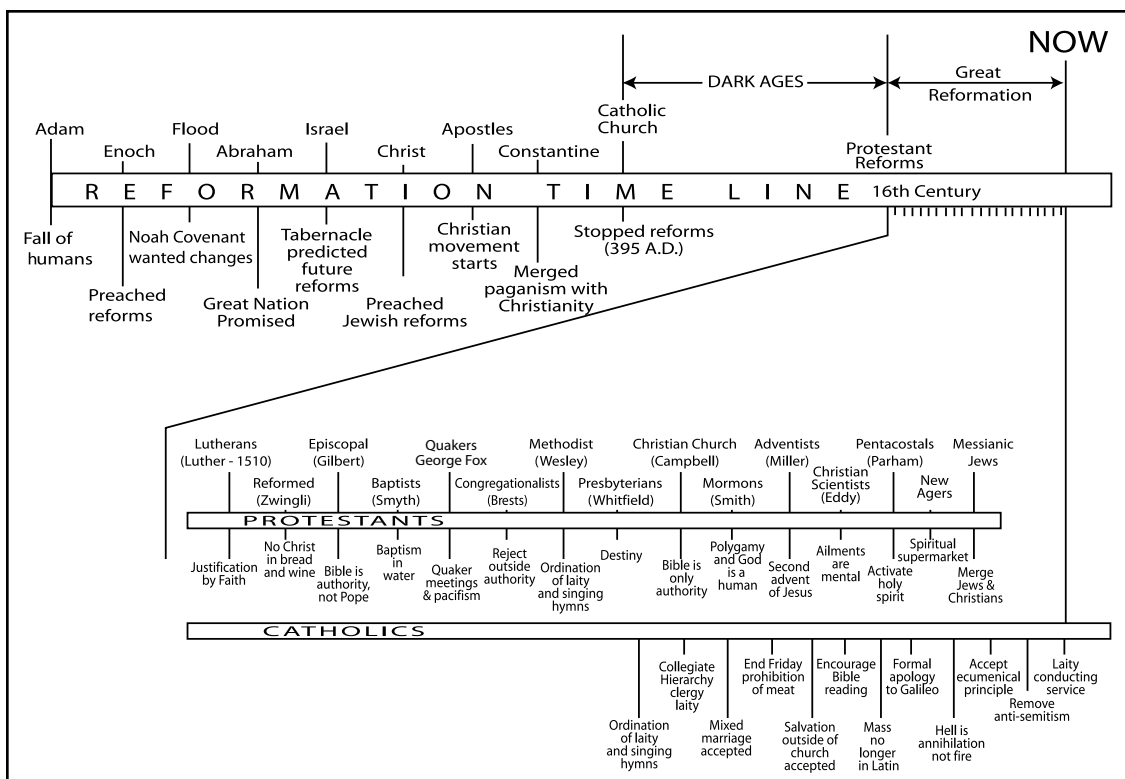 NOW
DARK AGES
Great
Reformation
Catholic
Church
Adam
Flood
Israel
Apostles
Enoch
Abraham
Christ
Constantine
Protestant
Reforms
REFORMATION TIME LINE 16th Century
Fall of
humans
Noah Covenant
wanted changes
Tabernacle
predicted
future
reforms
Christian
movement
starts
Stopped reforms
(395 A.D.)
Preached
reforms
Great Nation
Promised
Preached
Jewish reforms
Merged
paganism with
Christianity
Lutherans
(Luther - 1510)
Episcopal
(Gilbert)
Quakers
George Fox
Methodist
(Wesley)
Christian Church
(Campbell)
Adventists
(Miller)
Pentacostals
(Parham)
Messianic
Jews
Reformed
(Zwingli)
Baptists
(Smyth)
Congregationalists
(Brests)
Presbyterians
(Whitfield)
Mormons
(Smith)
Christian
Scientists
(Eddy)
New
Agers
PROTESTANTS
Justification
by Faith
No Christ
in bread
and wine
Bible is
authority,
not Pope
Baptism
in
water
Quaker
meetings
& pacifism
Reject
outside
authority
Ordination
of laity
and singing
hymns
Destiny
Bible is
only
authority
Polygamy
and God
is a
human
Second
advent
of Jesus
Ailments
are
mental
Activate
holy
spirit
Spiritual
supermarket
Merge
Jews &
Christians
CATHOLICS
Ordination
of laity
and singing
hymns
Collegiate
Hierarchy
clergy
laity
Mixed
marriage
accepted
End Friday
prohibition
of meat
Salvation
outside of
church
accepted
Encourage
Bible
reading
Mass
no
longer
in Latin
Formal
apology
to Galileo
Hell is
annihilation
not fire
Accept
ecumenical
principle
Remove
anti-semitism
Laity
conducting
service